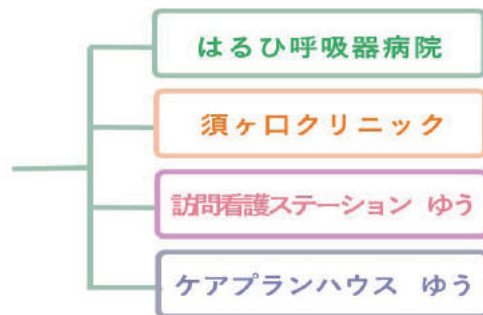 はるひ呼吸器病院
須ヶ口クリニック
訪問看護ステーション ゆう
ケアプランハウス ゆう